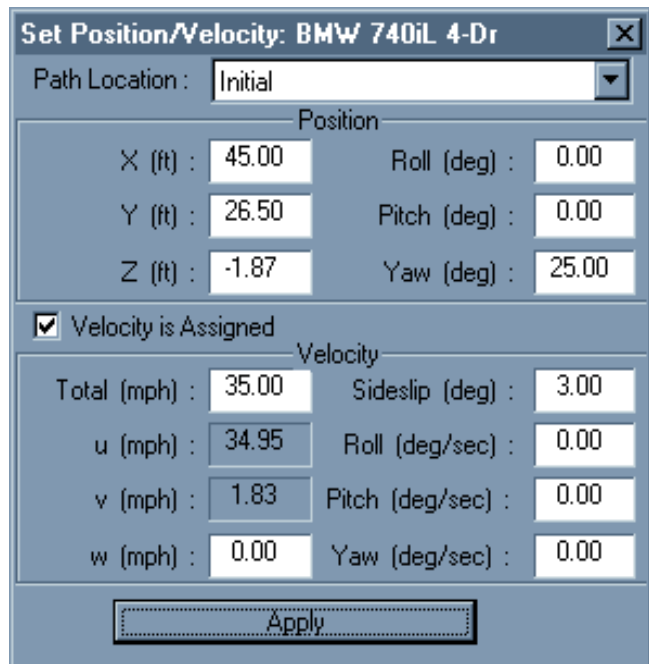 Set Position/Velocity: BMW 740iL 4-Dr
Path Location : Initial
Position
X (ft) : 45.00 Roll (deg) : 0.00
Y (ft) : 26.50 Pitch (deg) : 0.00
Z (ft) : -1.87 Yaw (deg) : 25.00
Velocity is Assigned
Velocity
Total (mph) : 35.00 Sideslip (deg) : 3.00
u (mph) : 34.95 Roll (deg/sec) : 0.00
v (mph) : 1.83 Pitch (deg/sec) : 0.00
w (mph) : 0.00 Yaw (deg/sec) : 0.00
Apply